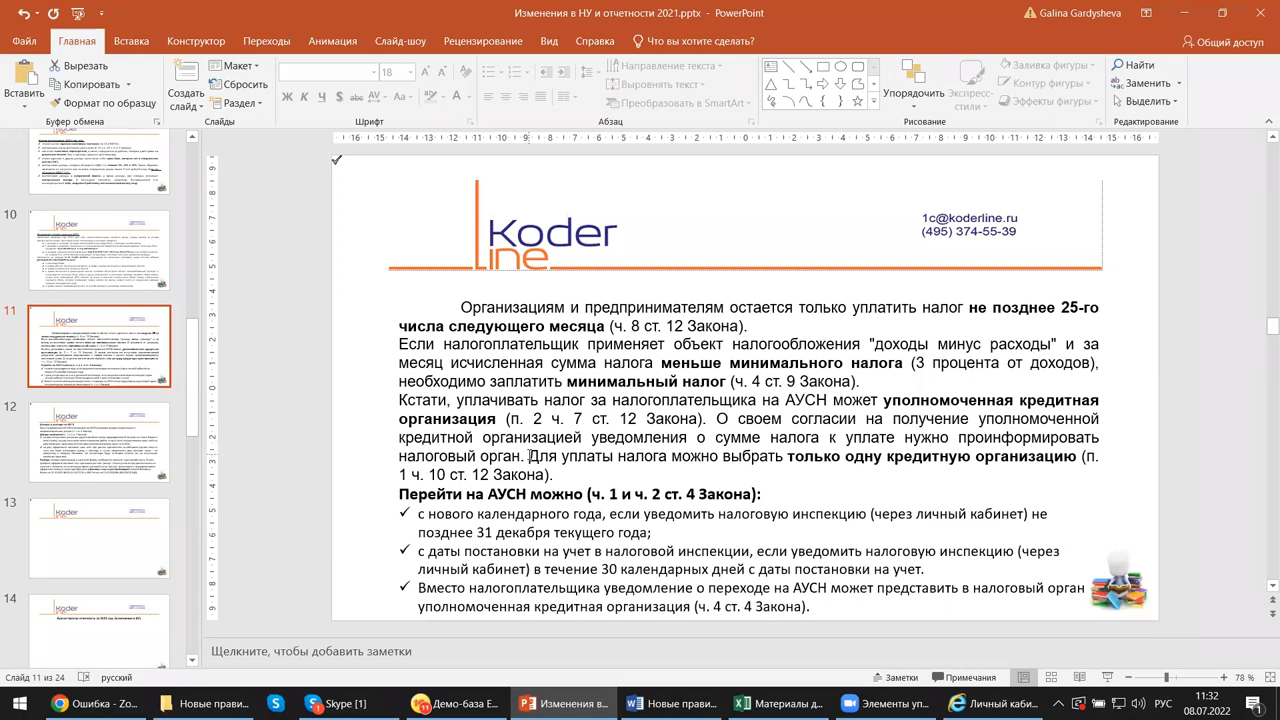 Изменения отчетности 2021.pptx - PowerPoint
Galina Gardysheva
Файл Главная Вставка Конструктор Переходы Анимация Слайд-шоу Рецензирование Вид Справка Что вы хотите сделать? Общий доступ
Вставить
Вырезать
Копировать
Формат по образцу
Буфер обмена
Создать слайд
Макет
Сбросить
Раздел
Слайды
18
Ж К Ч S abc AV Aa А
Шрифт
Направление текста
Выровнять текст
Преобразовать в SmartArt
Абзац
Упорядочить
Экспресс-стили
Заливка фигуры
Контур фигуры
Эффекты фигуры
Рисование
Найти
Заменить
Выделить
Редактирование
10
11
12
13
14
Koder
line
1c@koderline.ru
(495) 374-55-39
Организациям и предпринимателям остается только уплатить налог не позднее 25-го
числа следующего месяца (ч. 8 ст. 12 Закона).
Если налогоплательщик применяет объект налогообложения "доходы минус расходы" и за
месяц исчисленная сумма налога меньше минимального налога (3 процента от доходов),
необходимо заплатить минимальный налог (ч. 4 ст. 9 Закона).
Кстати, уплачивать налог за налогоплательщика на АУСН может уполномоченная кредитная
организация (п. 2 ч. 7 ст. 12 Закона). О своем согласии на получение уполномоченной
кредитной организацией уведомления о сумме налога к уплате нужно проинформировать
налоговый орган. Для уплаты налога можно выбрать только одну кредитную организацию (п.
1 ч. 10 ст. 12 Закона).
Перейти на АУСН можно (ч. 1 и ч. 2 ст. 4 Закона):
✓ с нового календарного года, если уведомить налоговую инспекцию (через личный кабинет) не
позднее 31 декабря текущего года;
✓ с даты постановки на учет в налоговой инспекции, если уведомить налоговую инспекцию (через
личный кабинет) в течение 30 календарных дней с даты постановки на учет.
✓ Вместо налогоплательщика уведомление о переходе на АУСН может представить в налоговый орган
уполномоченная кредитная организация (ч. 4 ст. 4 Закона).
Щелкните, чтобы добавить заметки
Слайд 11 из 24 русский Заметки Примечания 78 %
Ошибка - Zo... Новые прави... Skype [1] Демо-база E... Изменения в... Новые прави... Материалы д... Элементы уп... Личный каби... РУС
11:32
08.07.2022